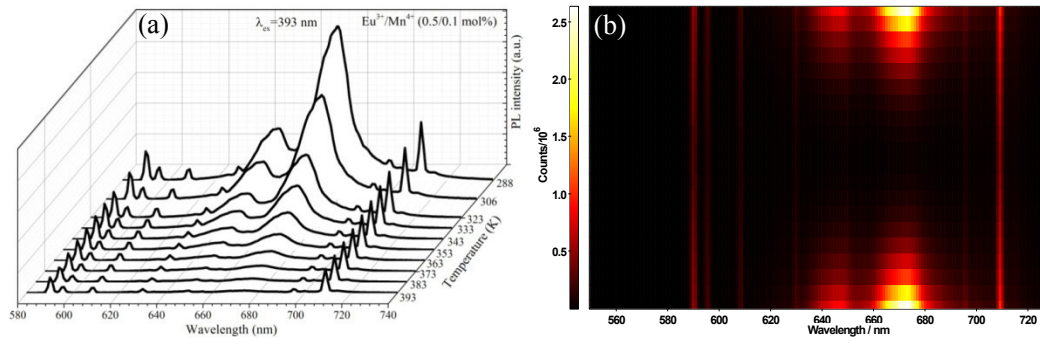 (a)
λex=393 nm
Eu³⁺/Mn⁴⁺ (0.5/0.1 mol%)
PL intensity (a.u.)
288
306
323
333
343
353
363
373
383
393
Temperature (K)
580 600 620 640 660 680 700 720 740
Wavelength (nm)
(b)
2.5
2.0
1.5
1.0
0.5
Counts/10⁶
560 580 600 620 640 660 680 700 720
Wavelength / nm